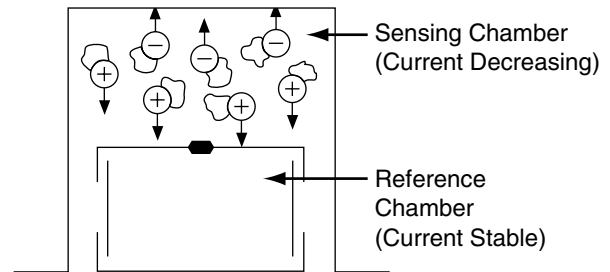 Sensing Chamber
(Current Decreasing)
Reference
Chamber
(Current Stable)